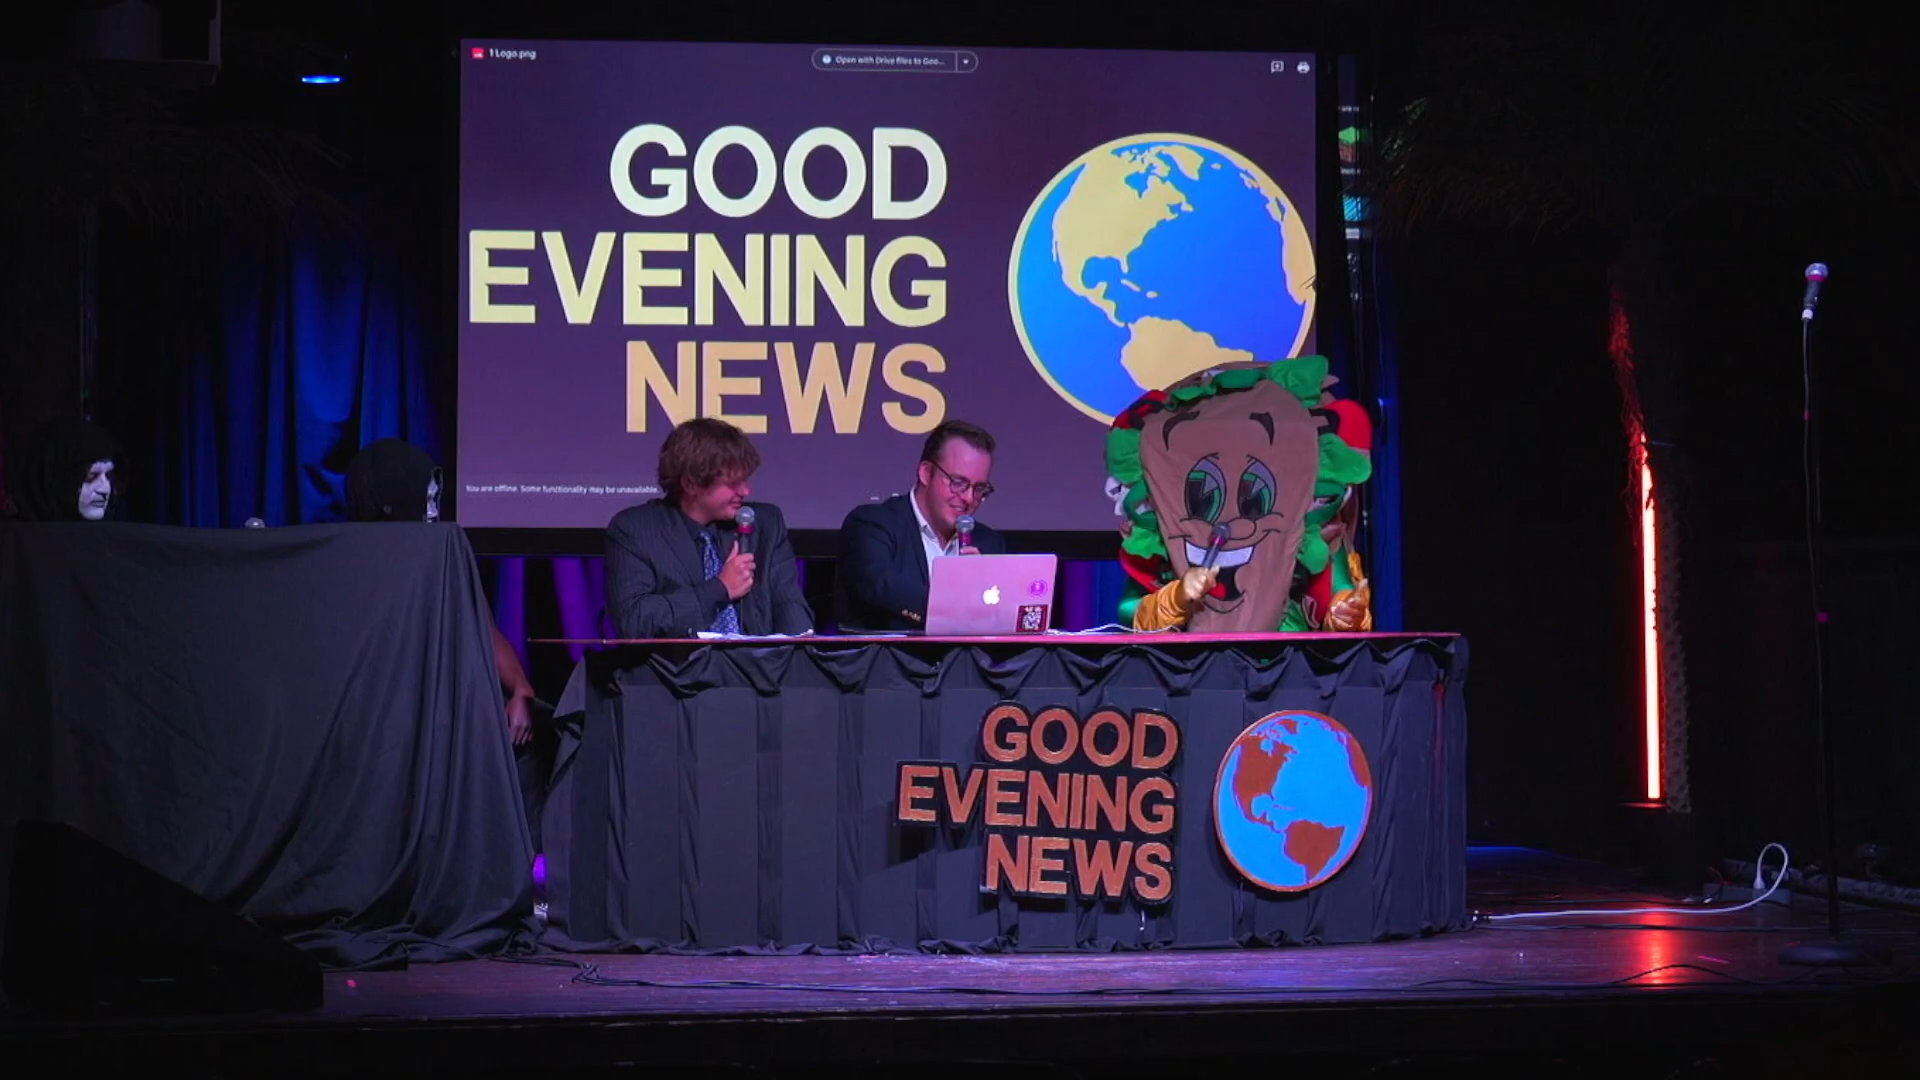 1 Logo.png
Open with Drive files to Goo...
GOOD
EVENING
NEWS
You are offline. Some functionality may be unavailable.
GOOD
EVENING
NEWS